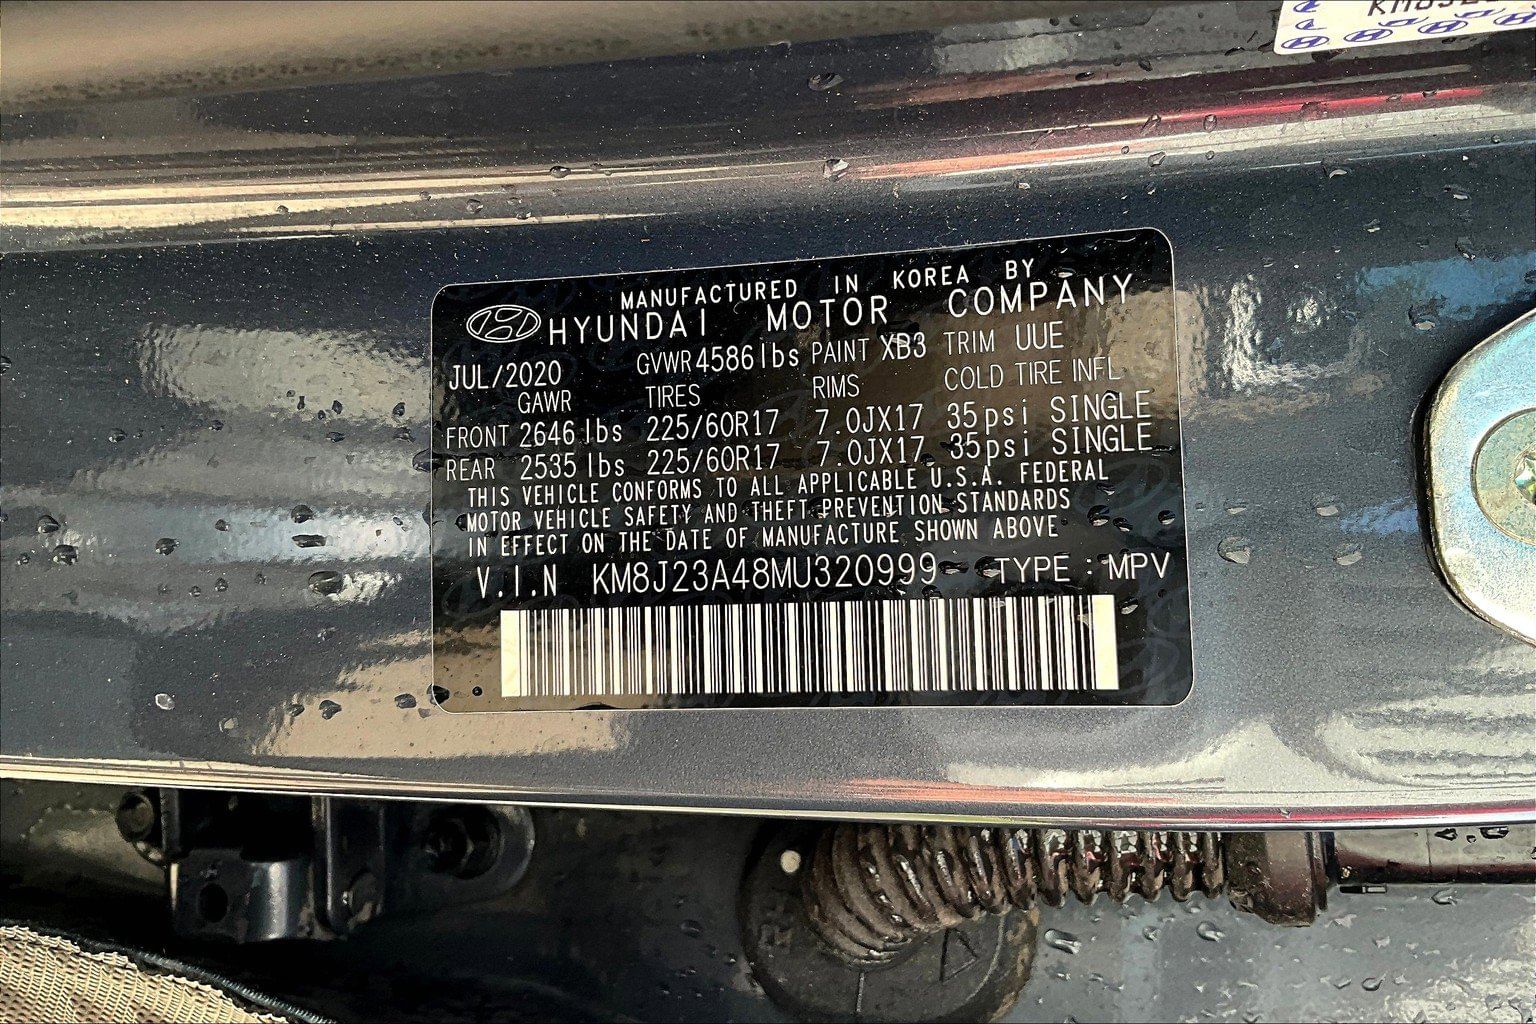 MANUFACTURED IN KOREA BY
HYUNDAI MOTOR COMPANY
JUL/2020 GVWR 4586 lbs PAINT XB3 TRIM UUE
GAWR TIRES RIMS COLD TIRE INFL
FRONT 2646 lbs 225/60R17 7.0JX17 35psi SINGLE
REAR 2535 lbs 225/60R17 7.0JX17 35psi SINGLE
THIS VEHICLE CONFORMS TO ALL APPLICABLE U.S.A. FEDERAL
MOTOR VEHICLE SAFETY AND THEFT PREVENTION STANDARDS
IN EFFECT ON THE DATE OF MANUFACTURE SHOWN ABOVE
V.I.N KM8J23A48MU320999 TYPE : MPV